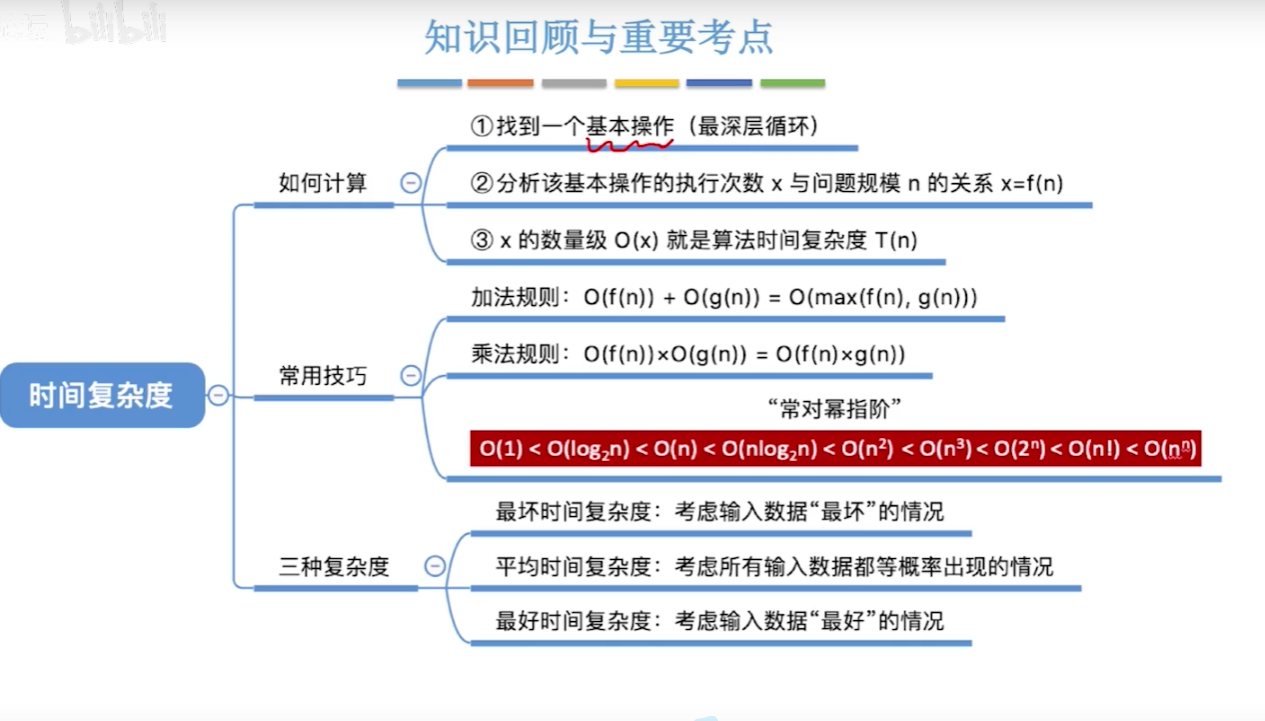 bilibili
知识回顾与重要考点
①找到一个基本操作（最深层循环）
如何计算
②分析该基本操作的执行次数 x 与问题规模 n 的关系 x=f(n)
③ x 的数量级 O(x) 就是算法时间复杂度 T(n)
加法规则：O(f(n)) + O(g(n)) = O(max(f(n), g(n)))
乘法规则：O(f(n))×O(g(n)) = O(f(n)×g(n))
常用技巧
时间复杂度
“常对幂指阶”
O(1) < O(log₂n) < O(n) < O(nlog₂n) < O(n²) < O(n³) < O(2ⁿ) < O(n!) < O(nⁿ)
最坏时间复杂度：考虑输入数据“最坏”的情况
三种复杂度
平均时间复杂度：考虑所有输入数据都等概率出现的情况
最好时间复杂度：考虑输入数据“最好”的情况